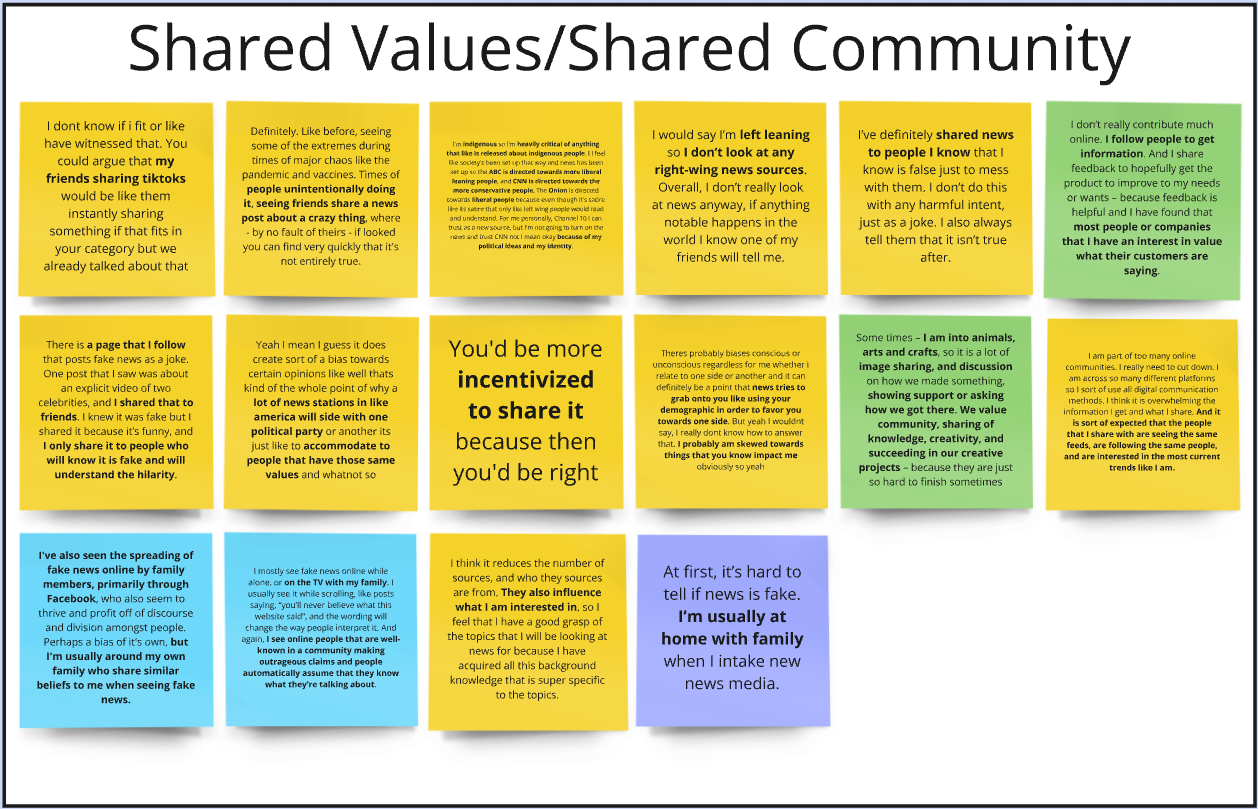 Shared Values/Shared Community
I dont know if i fit or like
have witnessed that. You
could argue that my
friends sharing tiktoks
would be like them
instantly sharing
something if that fits in
your category but we
already talked about that
Definitely. Like before, seeing
some of the extremes during
times of major chaos like the
pandemic and vaccines. Times of
people unintentionally doing
it, seeing friends share a news
post about a crazy thing, where
- by no fault of theirs - if looked
you can find very quickly that it's
not entirely true.
I'm indigenous so I'm heavily critical of anything
that like is released about indigenous people. I feel
like society's been set up that way and news has been
set up so the ABC is directed towards more liberal
leaning people, and CNN is directed towards the
more conservative people. The Onion is directed
towards liberal people because even though it's satire
like its satire that only like left wing people would read
and understand. For me personally, Channel 10 I can
trust as a new source, but I'm not going to turn on the
news and trust CNN not I mean okay because of my
political ideas and my identity.
I would say I'm left leaning
so I don't look at any
right-wing news sources.
Overall, I don't really look
at news anyway, if anything
notable happens in the
world I know one of my
friends will tell me.
I've definitely shared news
to people I know that I
know is false just to mess
with them. I don't do this
with any harmful intent,
just as a joke. I also always
tell them that it isn't true
after.
I don't really contribute much
online. I follow people to get
information. And I share
feedback to hopefully get the
product to improve to my needs
or wants – because feedback is
helpful and I have found that
most people or companies
that I have an interest in value
what their customers are
saying.
There is a page that I follow
that posts fake news as a joke.
One post that I saw was about
an explicit video of two
celebrities, and I shared that to
friends. I knew it was fake but I
shared it because it's funny, and
I only share it to people who
will know it is fake and will
understand the hilarity.
Yeah I mean I guess it does
create sort of a bias towards
certain opinions like well thats
kind of the whole point of why a
lot of news stations in like
america will side with one
political party or another its
just like to accommodate to
people that have those same
values and whatnot so
You'd be more
incentivized
to share it
because then
you'd be right
Theres probably biases conscious or
unconscious regardless for me whether i
relate to one side or another and it can
definitely be a point that news tries to
grab onto you like using your
demographic in order to favor you
towards one side. But yeah I wouldnt
say, I really dont know how to answer
that. I probably am skewed towards
things that you know impact me
obviously so yeah
Some times – I am into animals,
arts and crafts, so it is a lot of
image sharing, and discussion
on how we made something,
showing support or asking
how we got there. We value
community, sharing of
knowledge, creativity, and
succeeding in our creative
projects – because they are just
so hard to finish sometimes
I am part of too many online
communities. I really need to cut down. I
am across so many different platforms
so I sort of use all digital communication
methods. I think it is overwhelming the
information I get and what I share. And it
is sort of expected that the people
that I share with are seeing the same
feeds, are following the same people,
and are interested in the most current
trends like I am.
I've also seen the spreading of
fake news online by family
members, primarily through
Facebook, who also seem to
thrive and profit off of discourse
and division amongst people.
Perhaps a bias of it's own, but
I'm usually around my own
family who share similar
beliefs to me when seeing fake
news.
I mostly see fake news online while
alone, or on the TV with my family. I
usually see it while scrolling, like posts
saying, "you'll never believe what this
website said", and the wording will
change the way people interpret it. And
again, I see online people that are well-
known in a community making
outrageous claims and people
automatically assume that they know
what they're talking about.
I think it reduces the number of
sources, and who they sources
are from. They also influence
what I am interested in, so I
feel that I have a good grasp of
the topics that I will be looking at
news for because I have
acquired all this background
knowledge that is super specific
to the topics.
At first, it's hard to
tell if news is fake.
I'm usually at
home with family
when I intake new
news media.